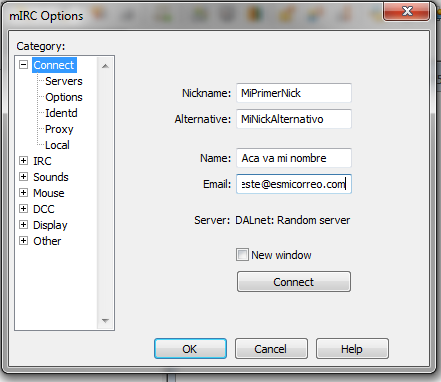 mIRC Options
Category:
Connect
Servers
Options
Identd
Proxy
Local
IRC
Sounds
Mouse
DCC
Display
Other
Nickname: MiPrimerNick
Alternative: MiNickAlternativo
Name: Aca va mi nombre
Email: este@esmicorreo.com
Server: DALnet: Random server
New window
Connect
OK Cancel Help